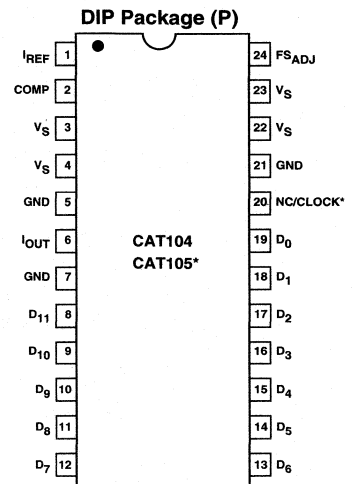 DIP Package (P)
IREF 1 24 FSADJ
COMP 2 23 VS
VS 3 22 VS
VS 4 21 GND
GND 5 20 NC/CLOCK*
IOUT 6 19 D0
CAT104
GND 7 18 D1
CAT105*
D11 8 17 D2
D10 9 16 D3
D9 10 15 D4
D8 11 14 D5
D7 12 13 D6